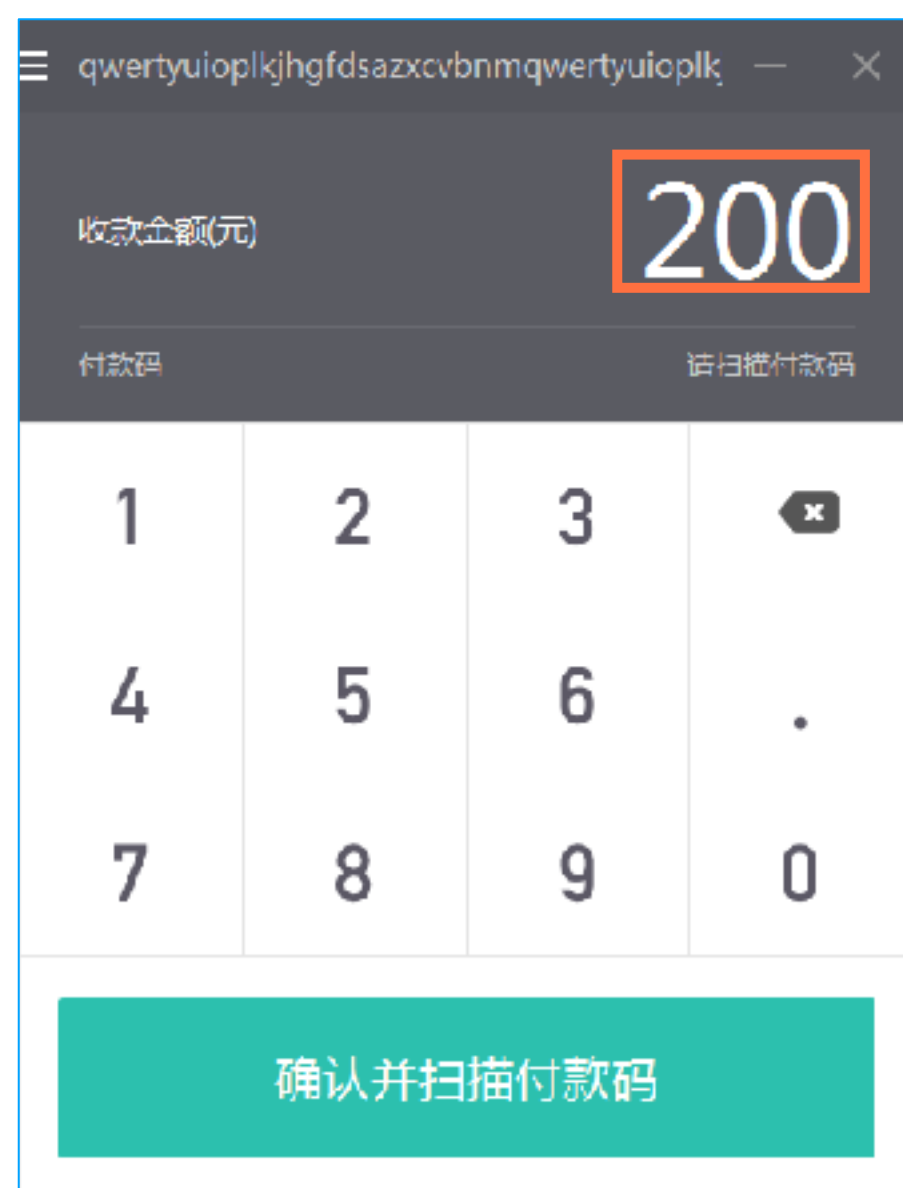 qwertyuioplkjhgfdsazxcvbnmqwertyuioplkj
收款金额(元) 200
付款码 请扫描付款码
1 2 3
4 5 6 .
7 8 9 0
确认并扫描付款码